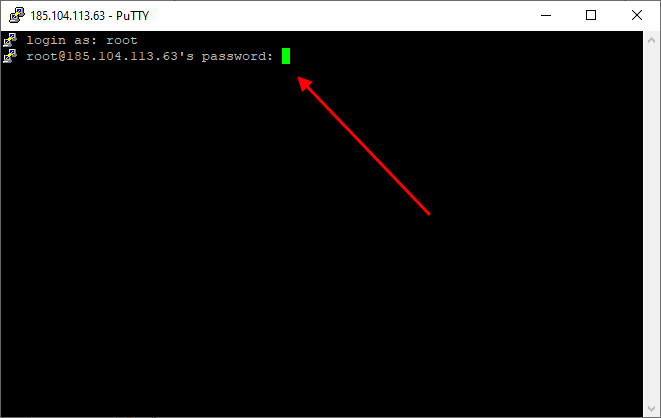 185.104.113.63 - PuTTY
login as: root
root@185.104.113.63's password: